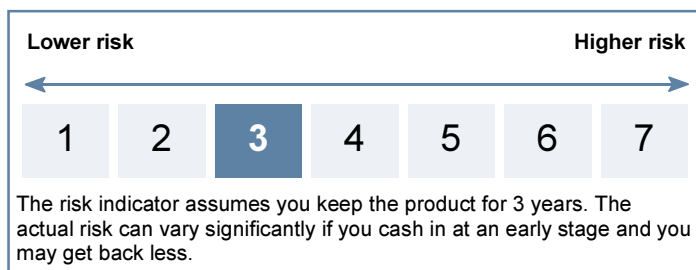 Lower risk Higher risk
1 2 3 4 5 6 7
The risk indicator assumes you keep the product for 3 years. The
actual risk can vary significantly if you cash in at an early stage and you
may get back less.